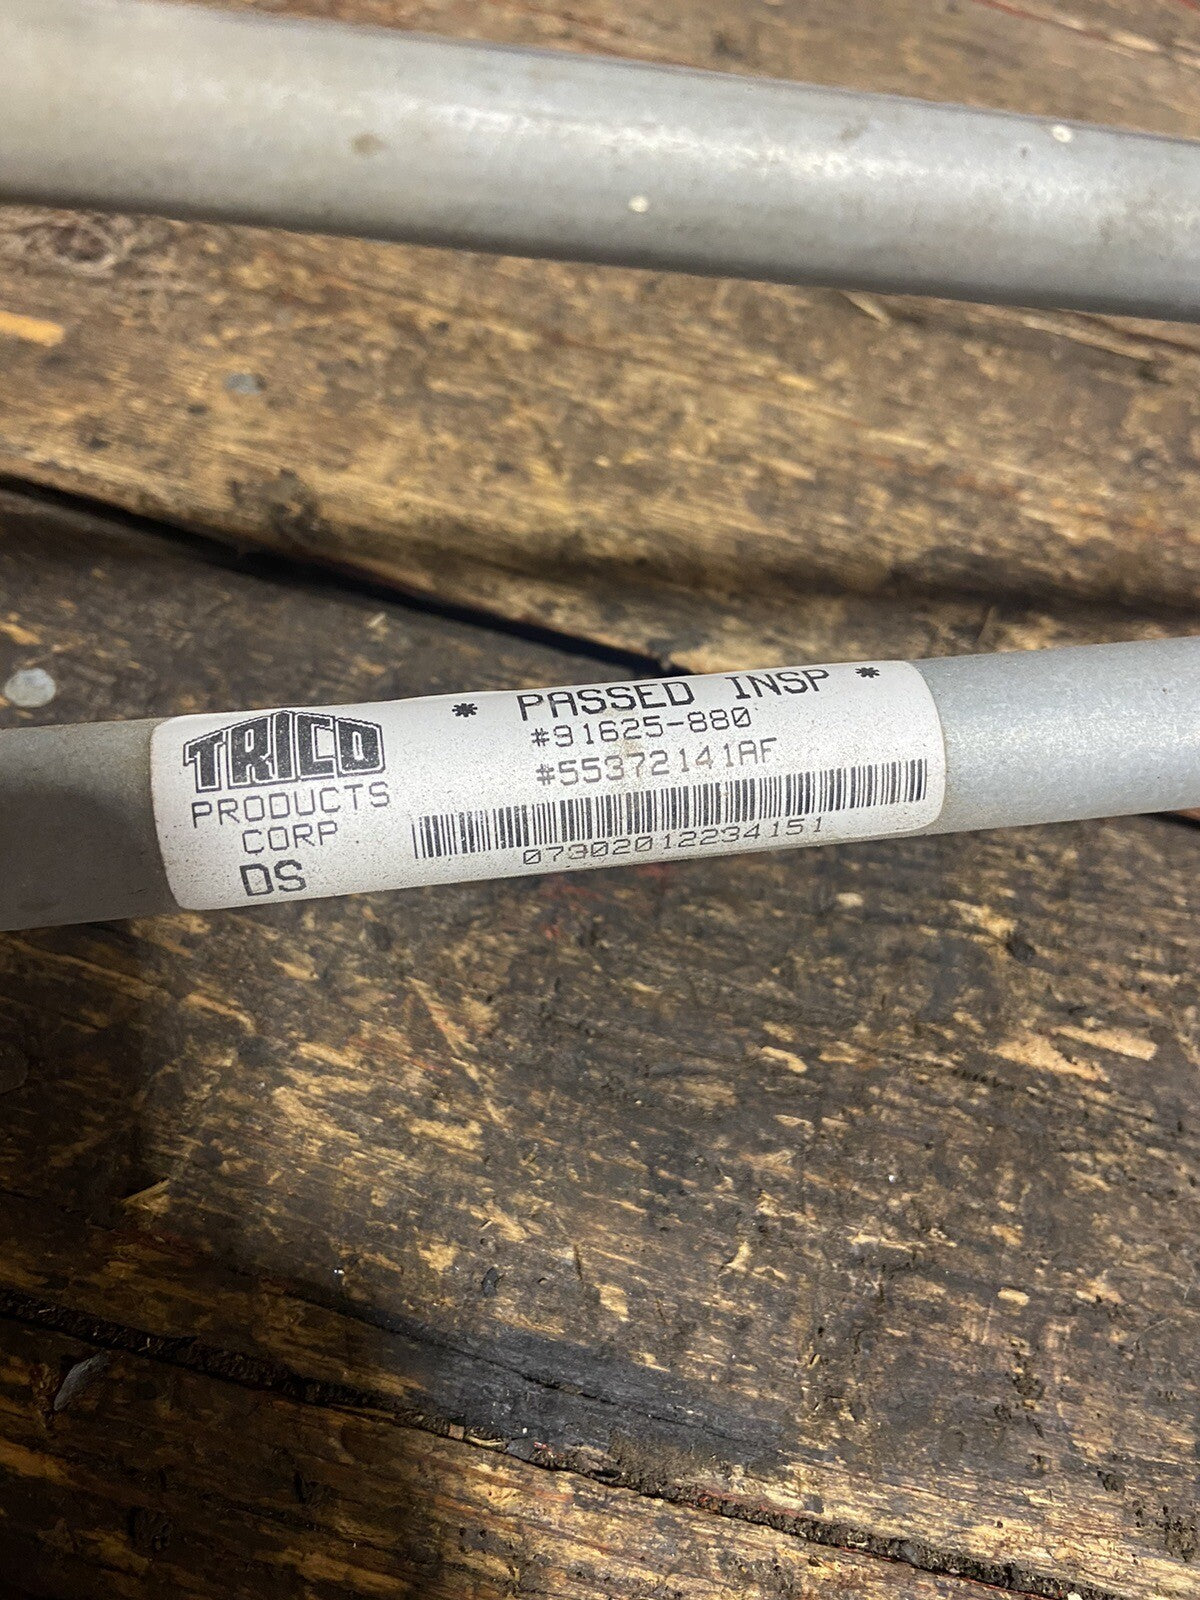 TRICO
PRODUCTS
CORP
DS
* PASSED INSP *
#91625-880
#55372141AF
07302012234151